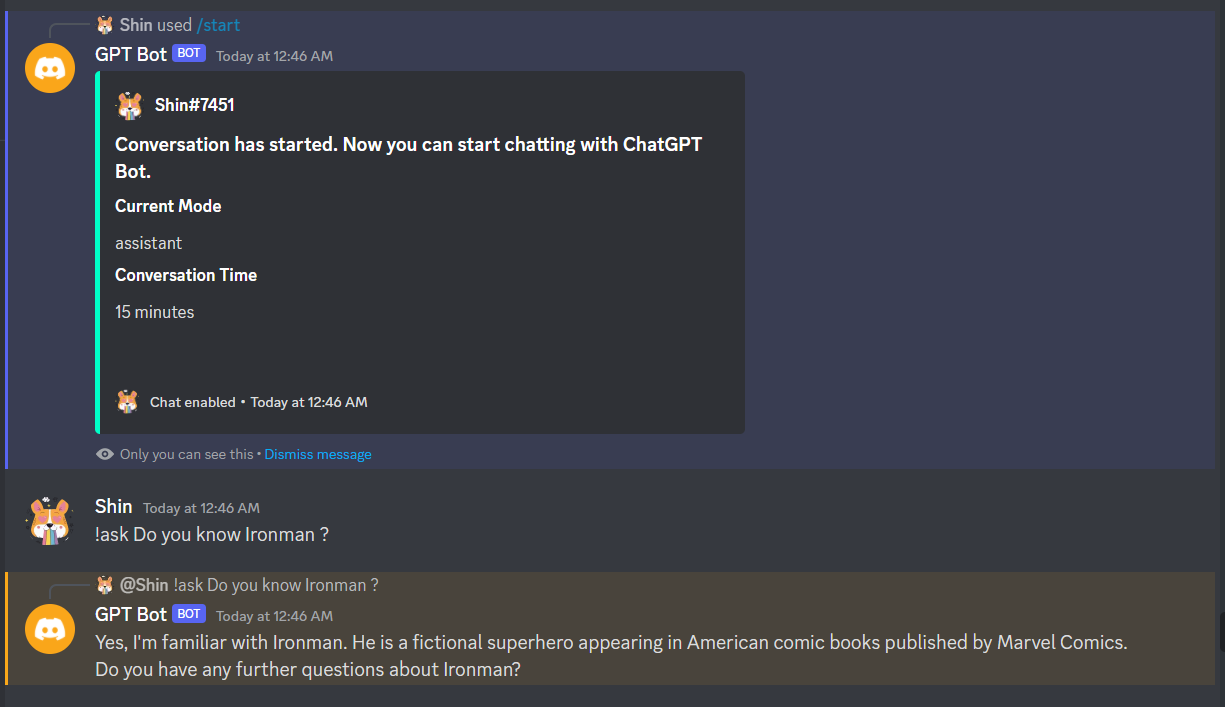 Shin used /start
GPT Bot BOT Today at 12:46 AM
Shin#7451
Conversation has started. Now you can start chatting with ChatGPT
Bot.
Current Mode
assistant
Conversation Time
15 minutes
Chat enabled • Today at 12:46 AM
Only you can see this • Dismiss message
Shin Today at 12:46 AM
!ask Do you know Ironman ?
@Shin !ask Do you know Ironman ?
GPT Bot BOT Today at 12:46 AM
Yes, I'm familiar with Ironman. He is a fictional superhero appearing in American comic books published by Marvel Comics.
Do you have any further questions about Ironman?